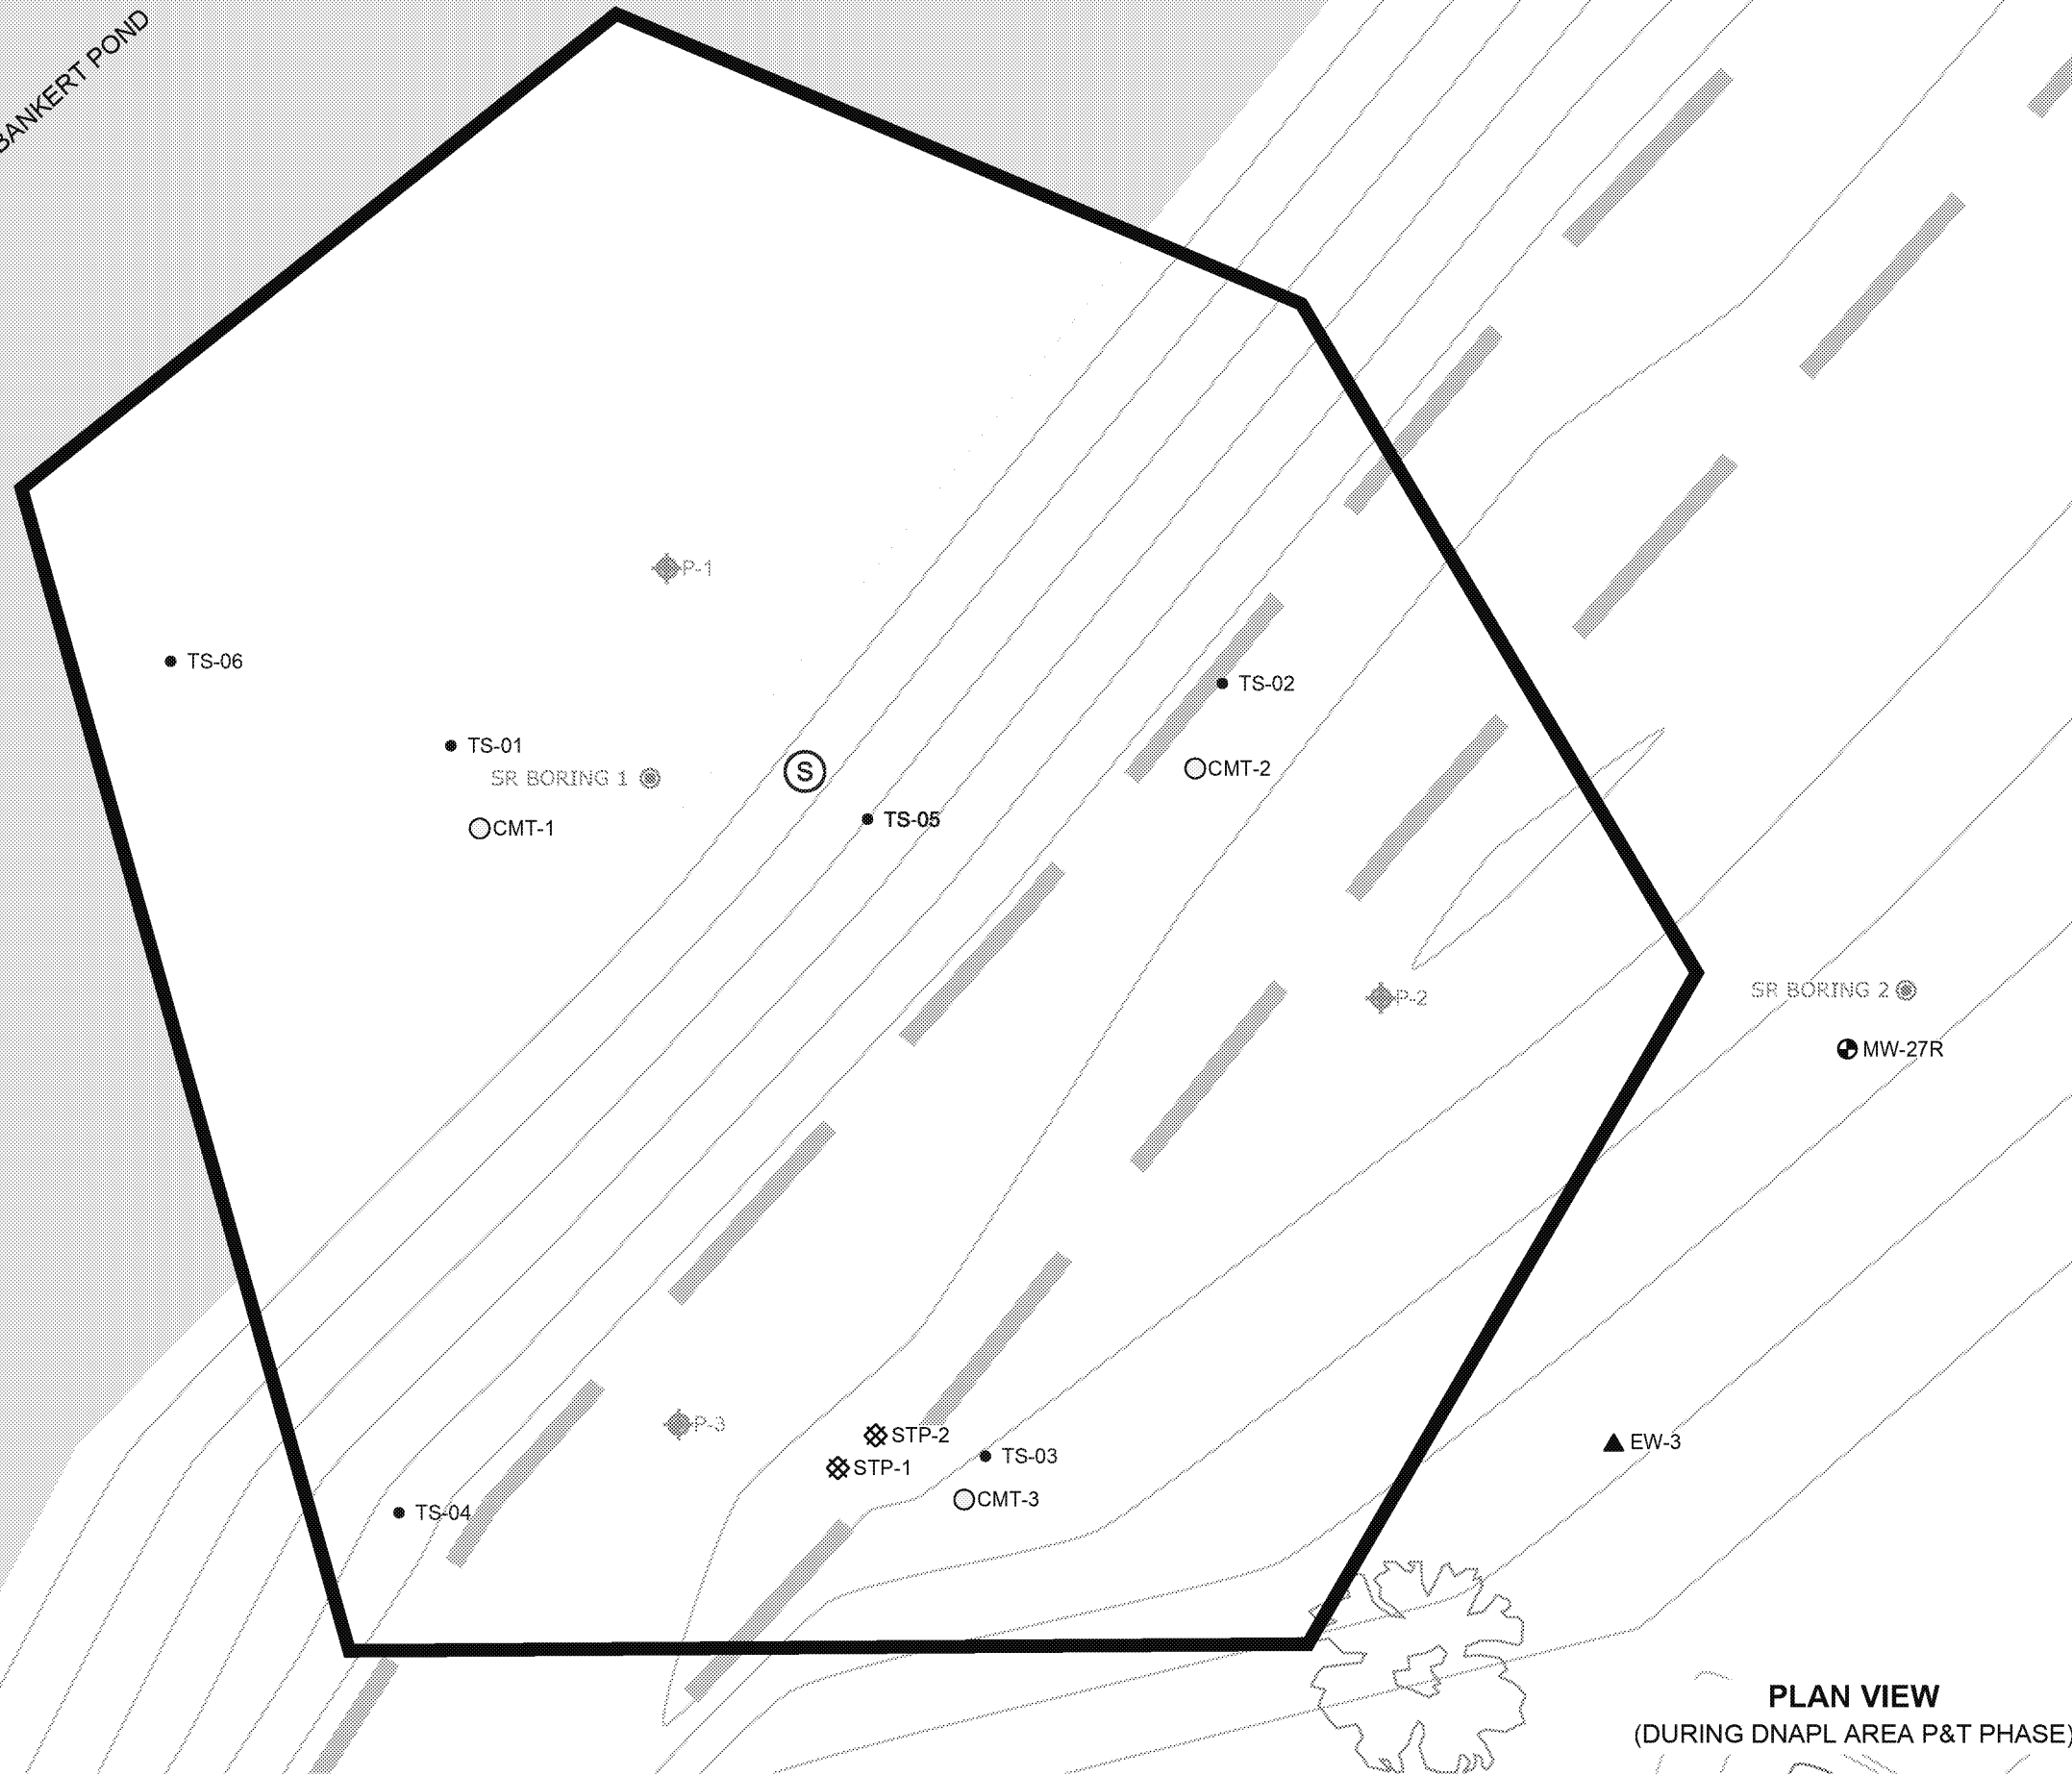 BANKERT POND
P-1
TS-06
TS-02
TS-01
SR BORING 1
S
CMT-2
TS-05
CMT-1
P-2
SR BORING 2
MW-27R
P-3
STP-2
EW-3
TS-03
STP-1
CMT-3
TS-04
PLAN VIEW
(DURING DNAPL AREA P&T PHASE)